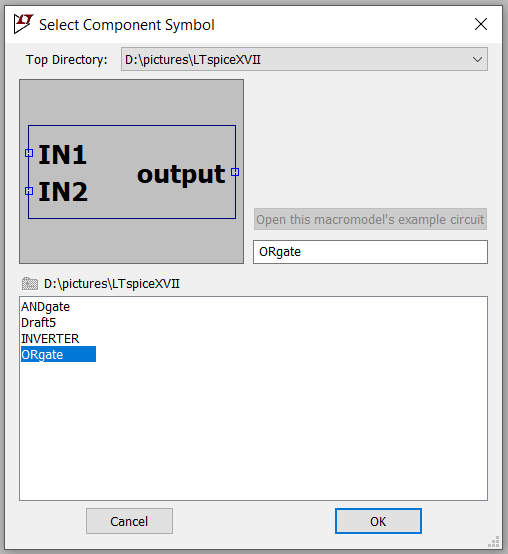 Select Component Symbol
Top Directory: D:\pictures\LTspiceXVII
IN1
IN2
output
Open this macromodel's example circuit
ORgate
D:\pictures\LTspiceXVII
ANDgate
Draft5
INVERTER
ORgate
Cancel
OK